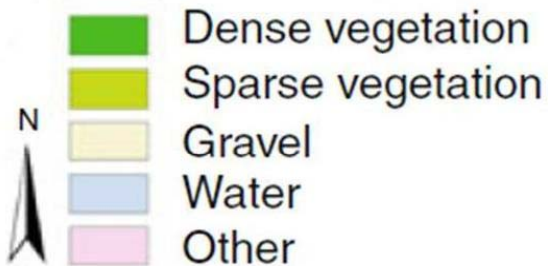 Dense vegetation
Sparse vegetation
N
Gravel
Water
Other